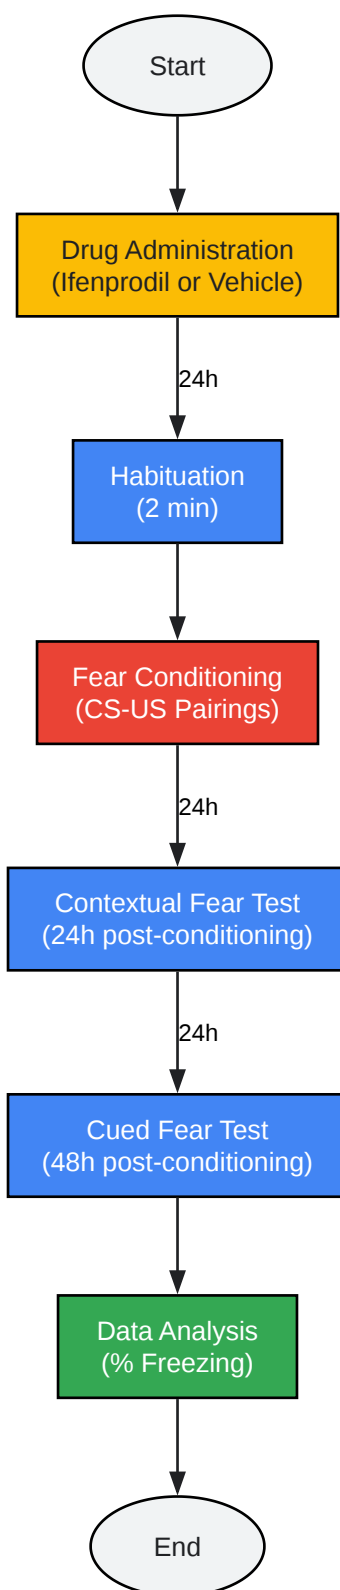 Start
Drug Administration
(Ifenprodil or Vehicle)
24h
Habituation
(2 min)
Fear Conditioning
(CS-US Pairings)
24h
Contextual Fear Test
(24h post-conditioning)
24h
Cued Fear Test
(48h post-conditioning)
Data Analysis
(% Freezing)
End